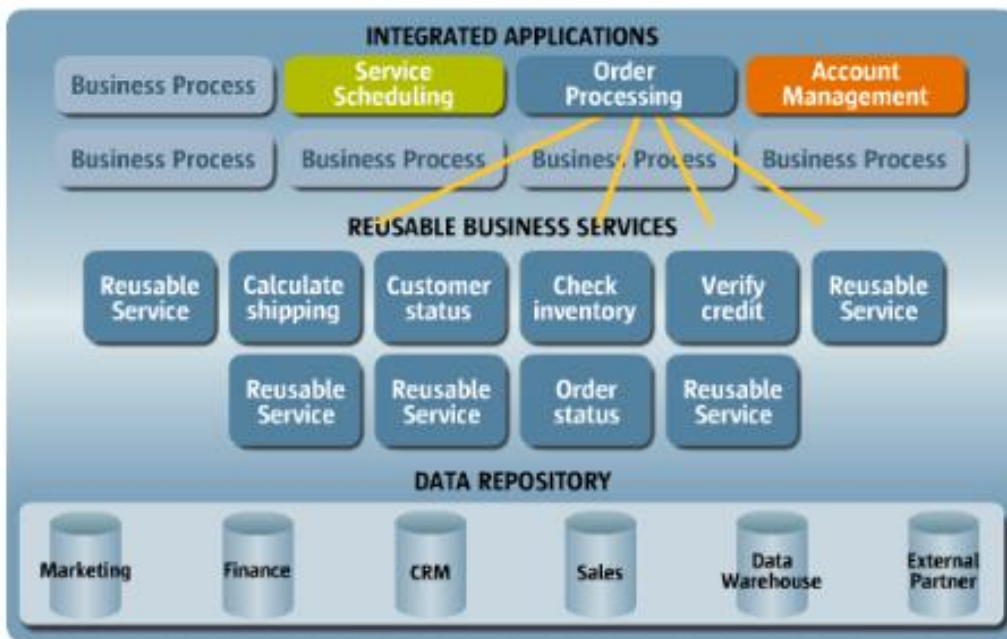 INTEGRATED APPLICATIONS
Business Process
Service
Scheduling
Order
Processing
Account
Management
Business Process
Business Process
Business Process
Business Process
REUSABLE BUSINESS SERVICES
Reusable
Service
Calculate
shipping
Customer
status
Check
inventory
Verify
credit
Reusable
Service
Reusable
Service
Reusable
Service
Order
status
Reusable
Service
DATA REPOSITORY
Marketing
Finance
CRM
Sales
Data
Warehouse
External
Partner